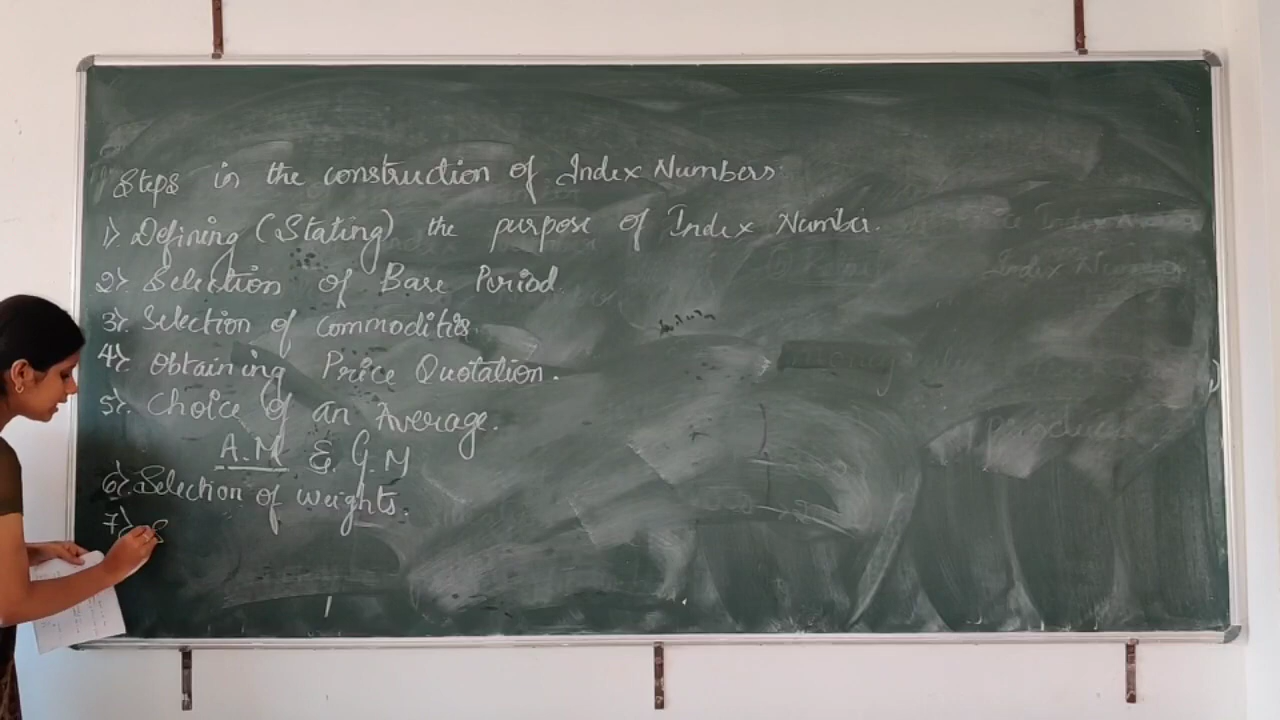 Steps in the construction of Index Numbers
1) Defining (Stating) the purpose of Index Number.
2) Selection of Base Period.
3). Selection of commodities.
4). Obtaining Price Quotation.
5). Choice of an Average.
A.M & G.M
6). Selection of weights.
7) S